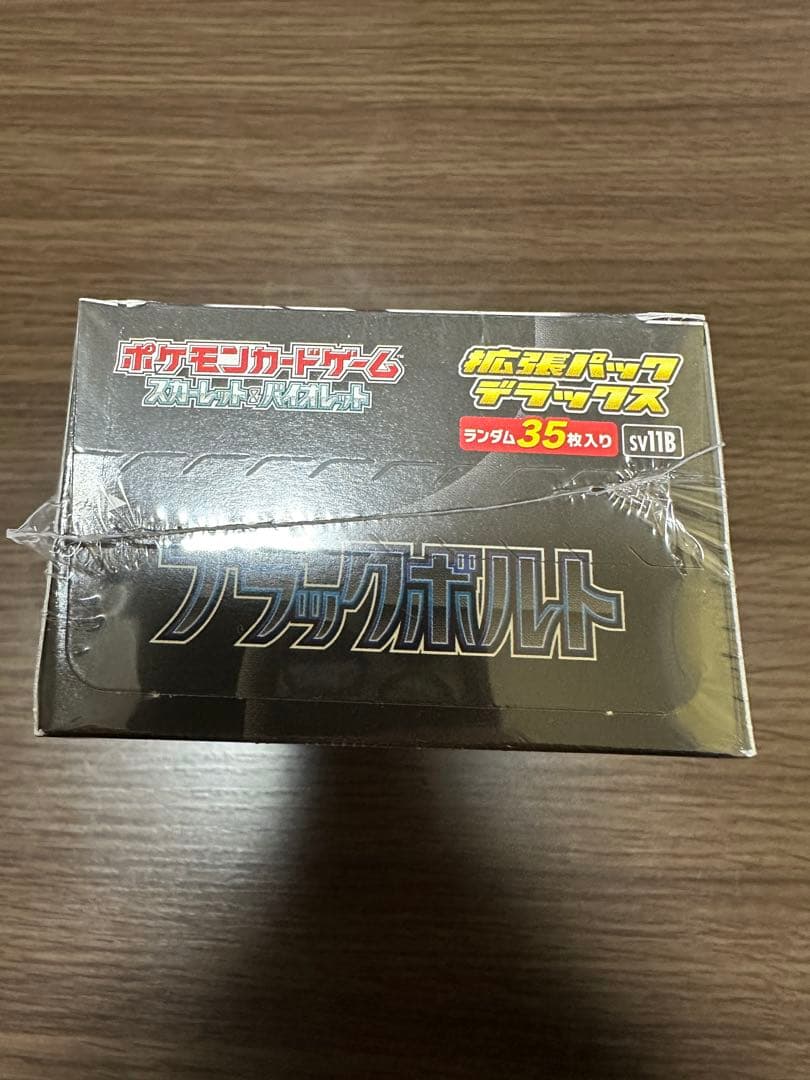 ポケモンカードゲーム
スカーレット&バイオレット
拡張パック
デラックス
ランダム35枚入り
SV11B
ブラックボルト